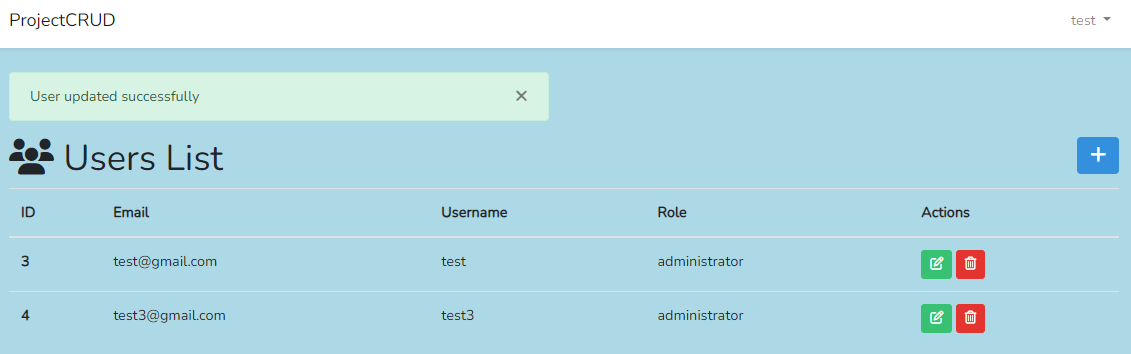 ProjectCRUD test
User updated successfully ×
Users List +
ID Email Username Role Actions
3 test@gmail.com test administrator
4 test3@gmail.com test3 administrator